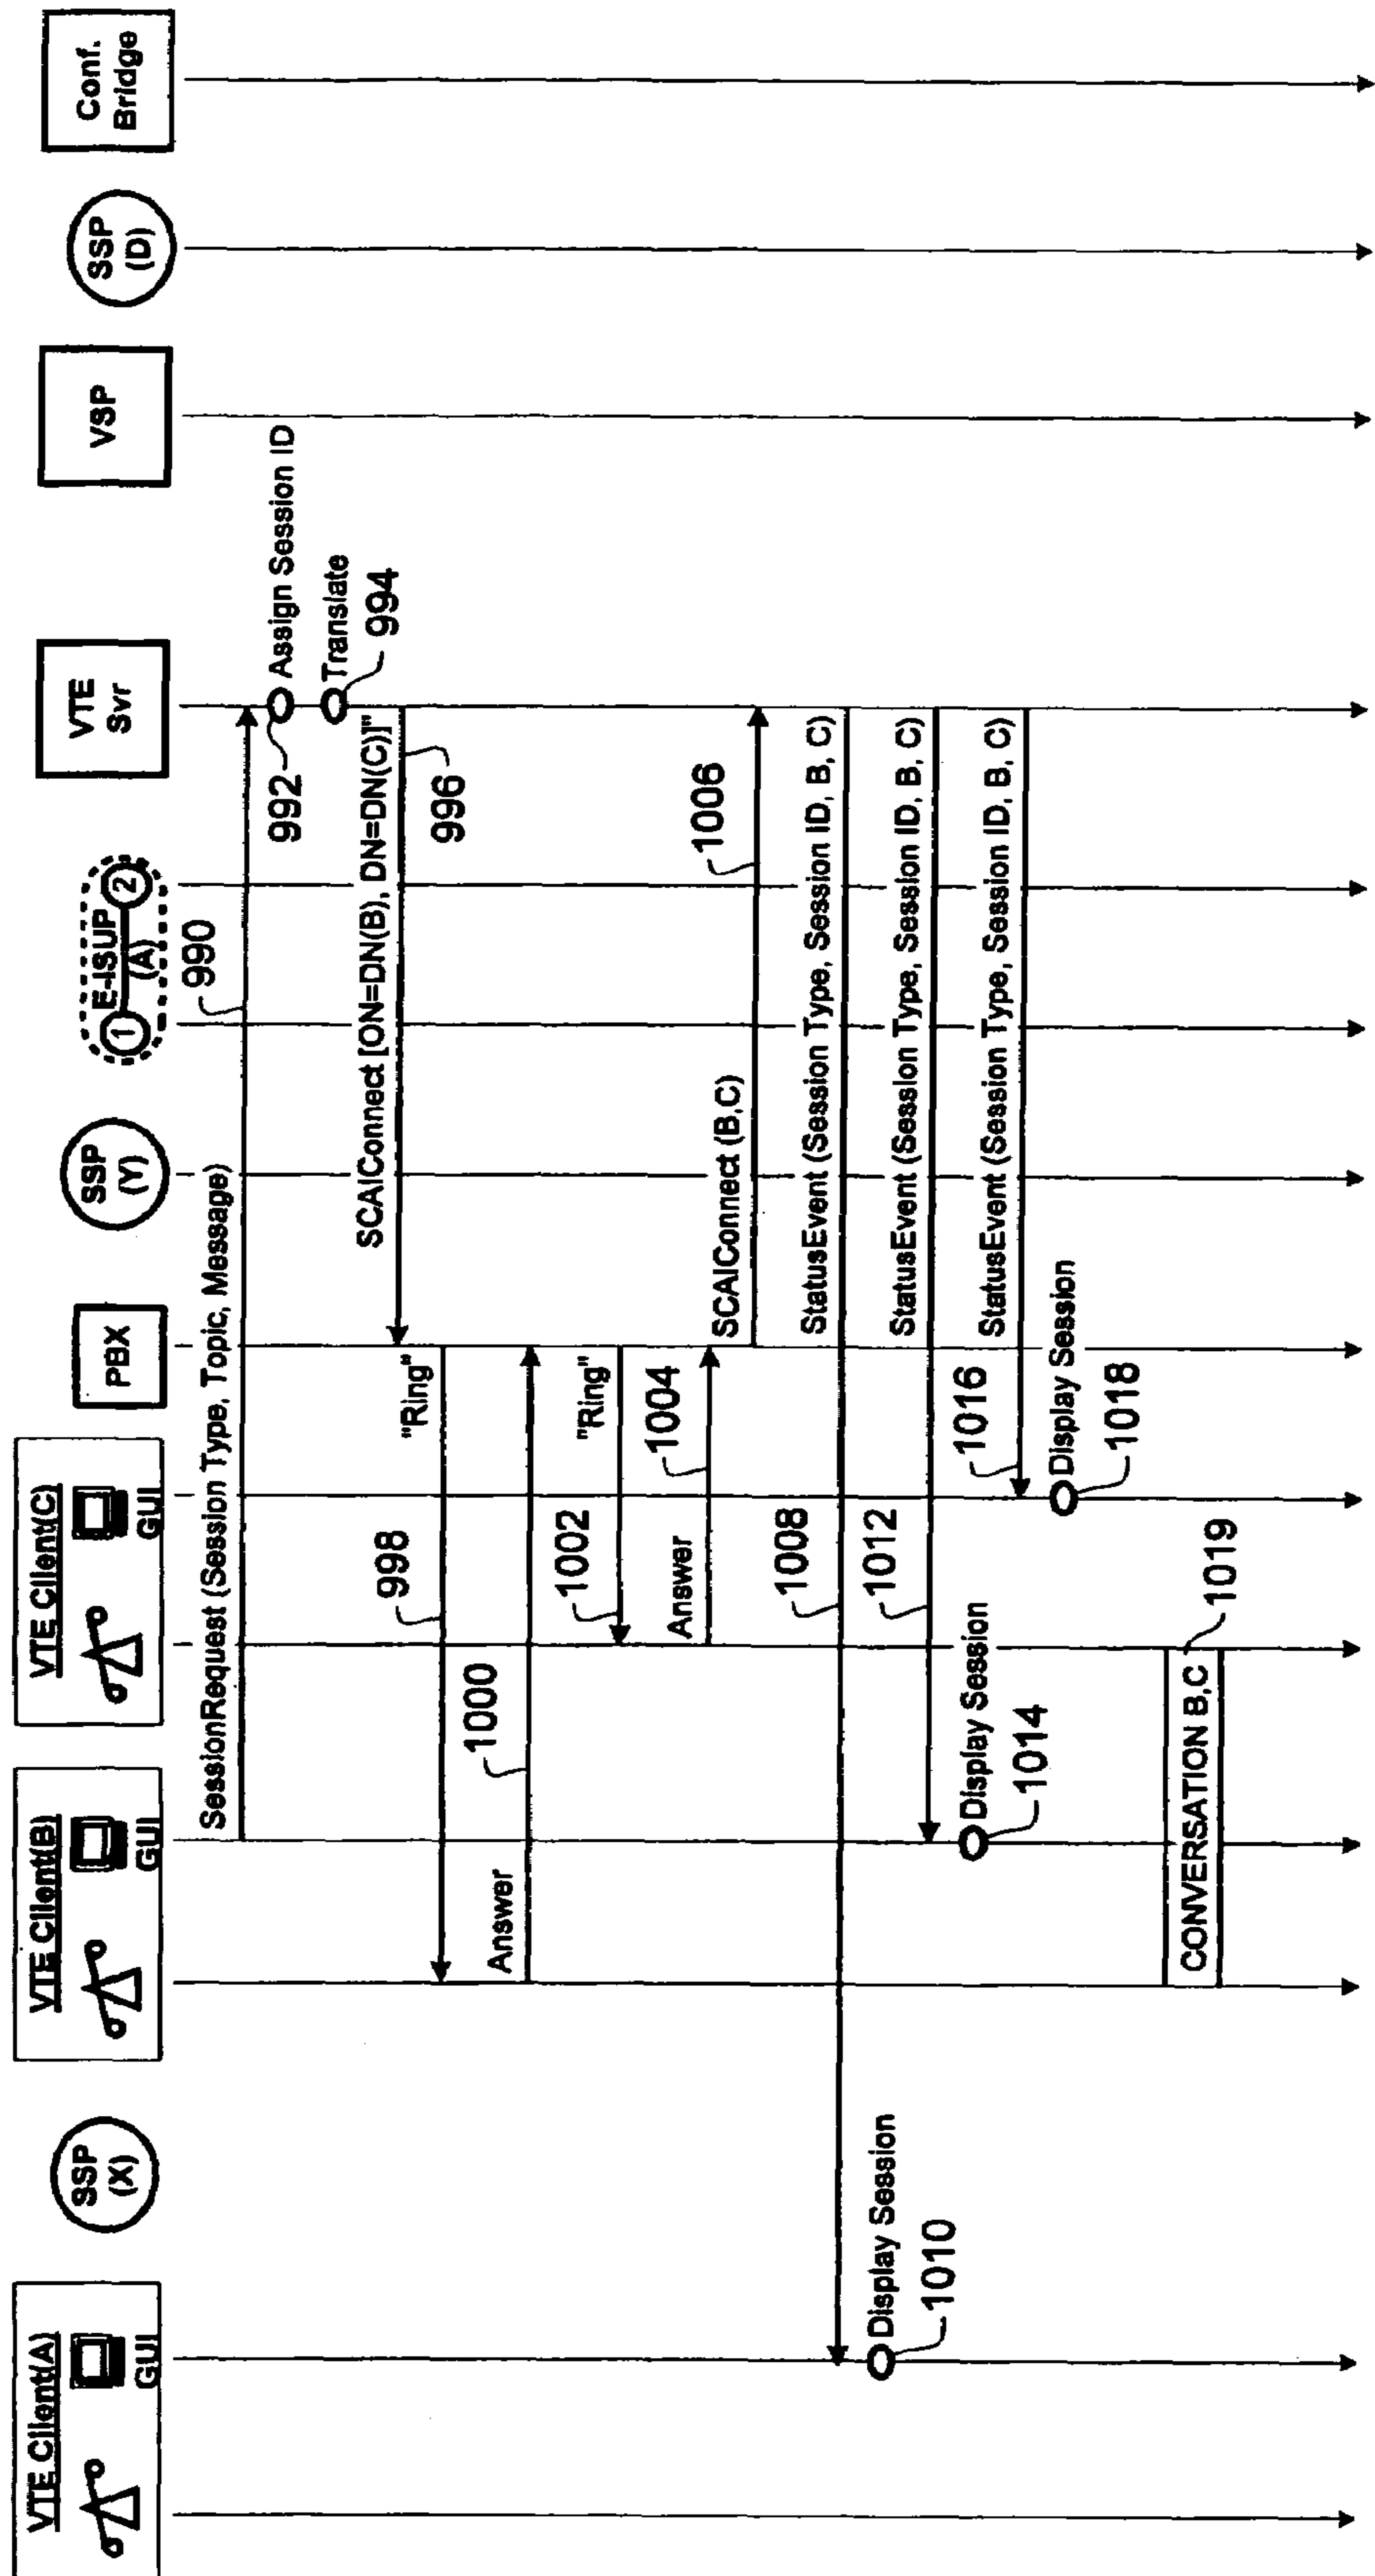 VTE Client(A)
GUI
SSP
(X)
VTE Client(B)
GUI
VTE Client(C)
GUI
PBX
SSP
(Y)
E-ISUP
(A)
1
2
VTE
Svr
VSP
SSP
(D)
Conf.
Bridge
SessionRequest (Session Type, Topic, Message)
990
992
Assign Session ID
Translate
994
SCAIConnect [ON=DN(B), DN=DN(C)]"
996
"Ring"
998
Answer
1000
"Ring"
1002
Answer
1004
SCAIConnect (B,C)
1006
StatusEvent (Session Type, Session ID, B, C)
1008
Display Session
1010
StatusEvent (Session Type, Session ID, B, C)
1012
Display Session
1014
StatusEvent (Session Type, Session ID, B, C)
1016
Display Session
1018
CONVERSATION B,C
1019